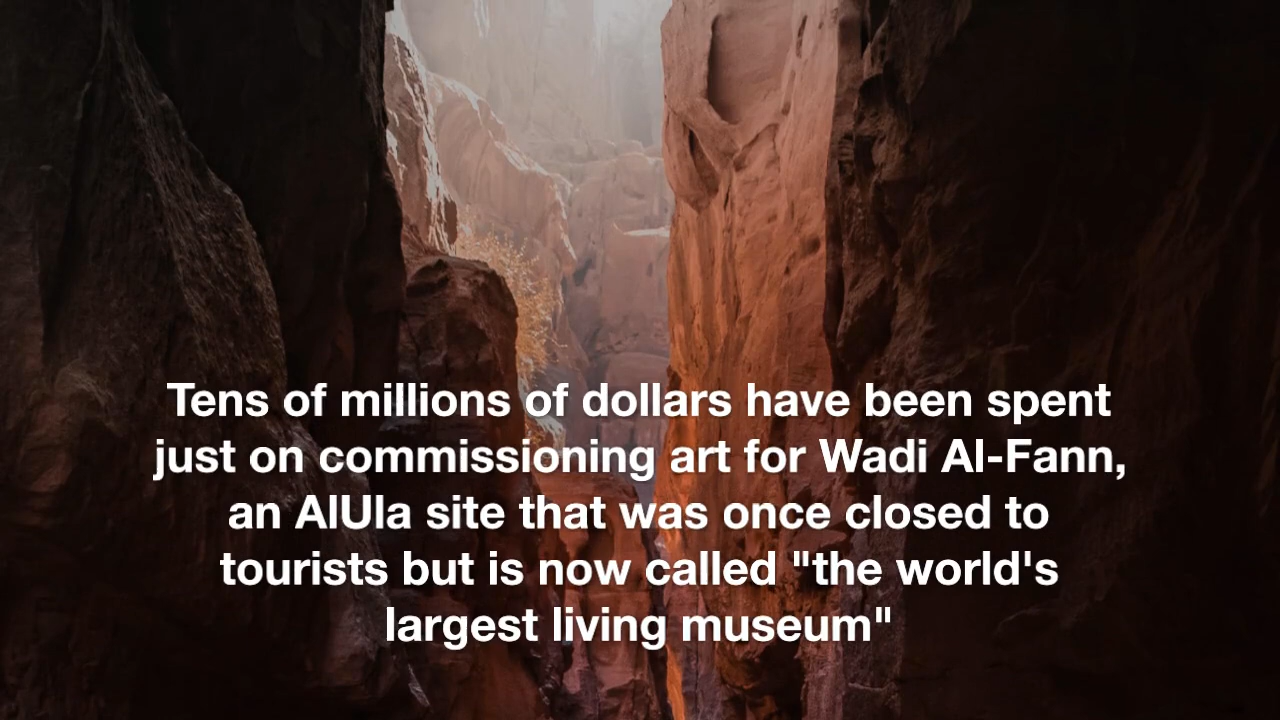 Tens of millions of dollars have been spent
just on commissioning art for Wadi Al-Fann,
an AlUla site that was once closed to
tourists but is now called "the world's
largest living museum"